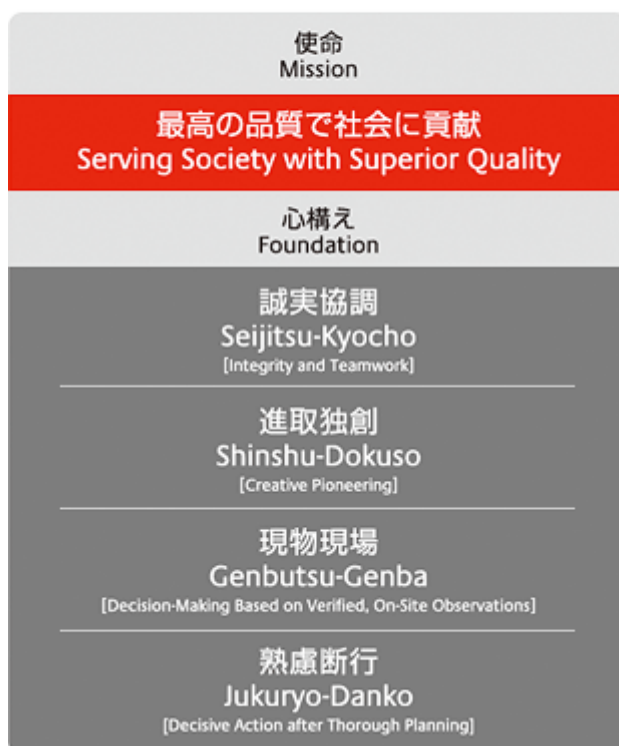 使命
Mission
最高の品質で社会に貢献
Serving Society with Superior Quality
心構え
Foundation
誠実協調
Seijitsu-Kyocho
[Integrity and Teamwork]
進取独創
Shinshu-Dokuso
[Creative Pioneering]
現物現場
Genbutsu-Genba
[Decision-Making Based on Verified, On-Site Observations]
熟慮断行
Jukuryo-Danko
[Decisive Action after Thorough Planning]